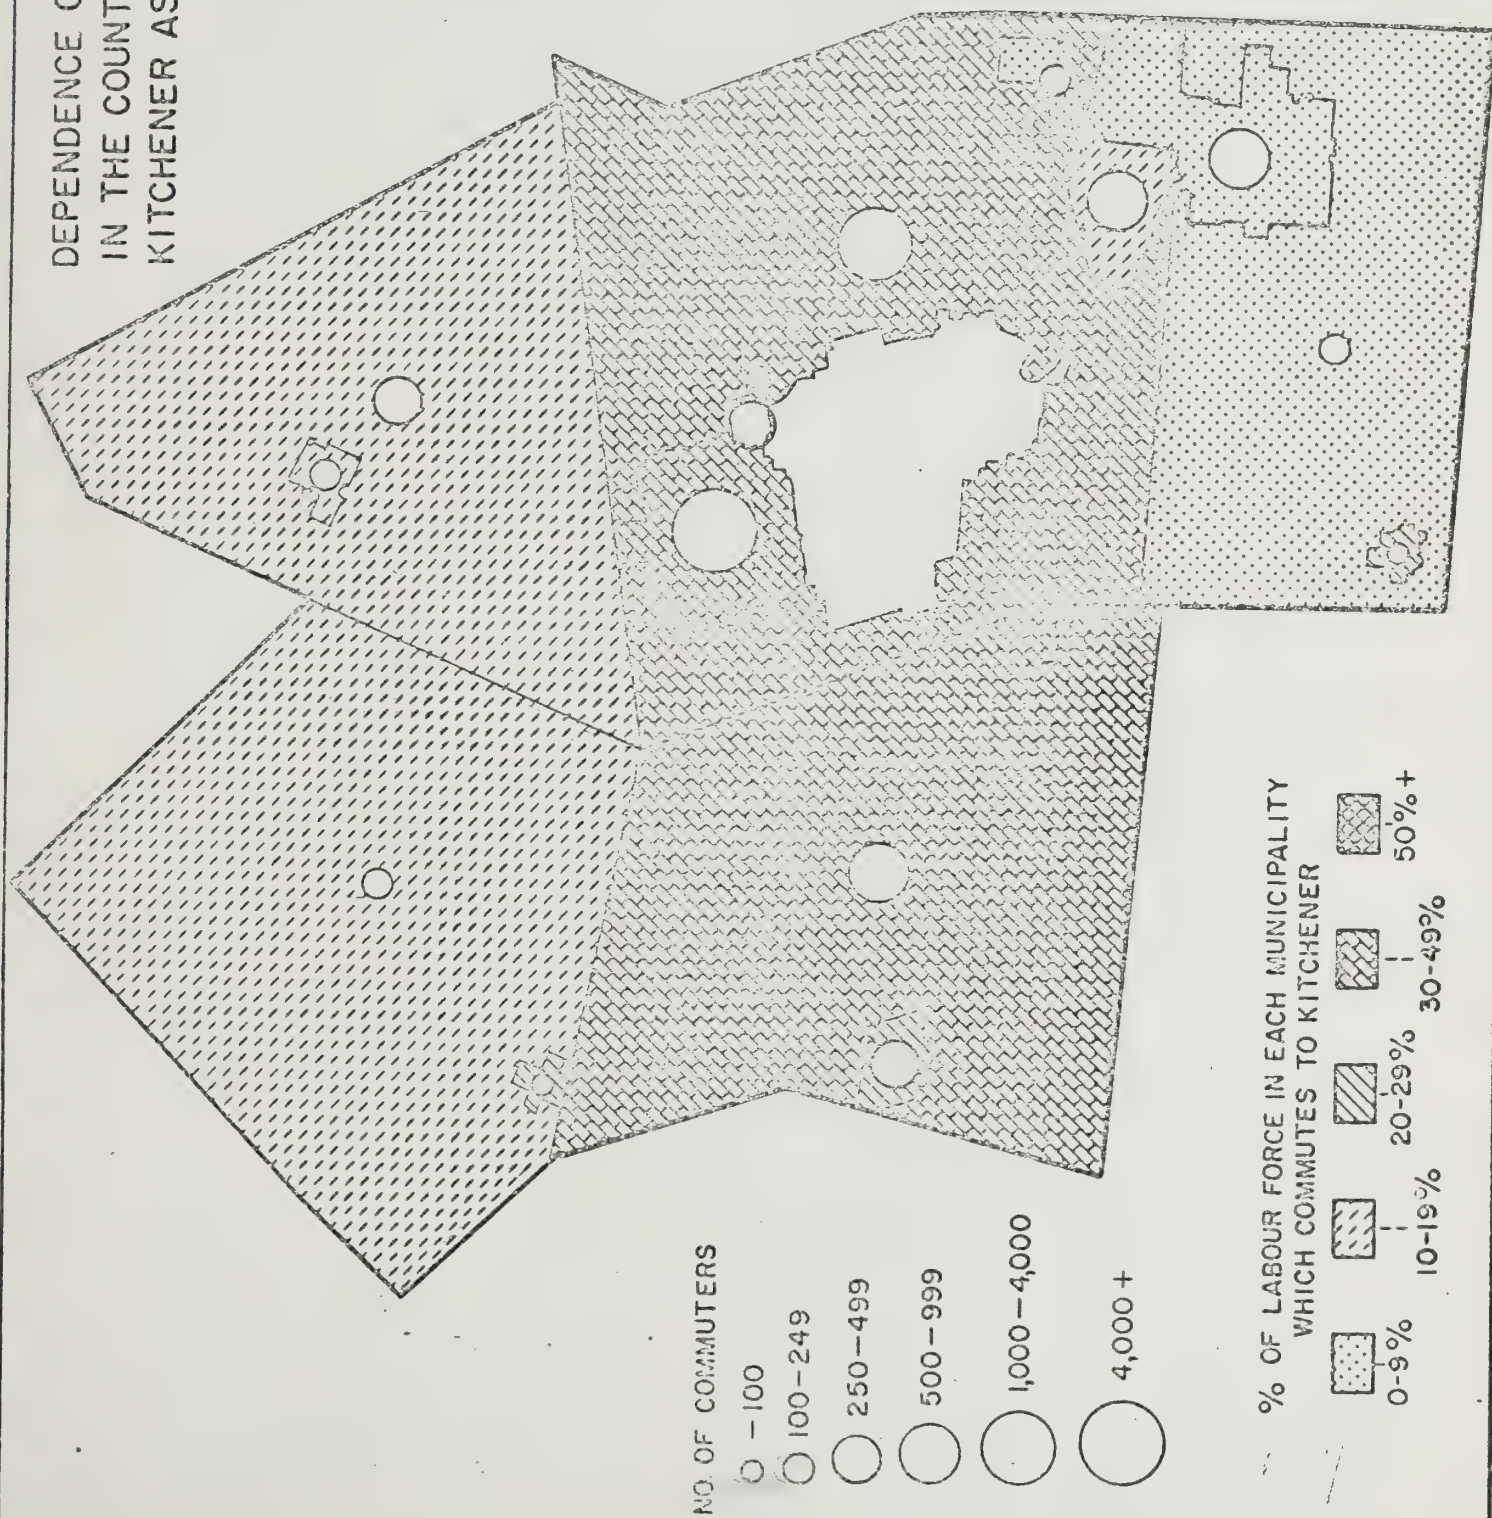 DEPENDENCE
IN THE COUNT
KITCHENER AS
NO. OF COMMUTERS
-100
100-249
250-499
500-999
1,000-4,000
4,000+
% OF LABOUR FORCE IN EACH MUNICIPALITY
WHICH COMMUTES TO KITCHENER
0-9%
10-19%
20-29%
30-49%
50%+